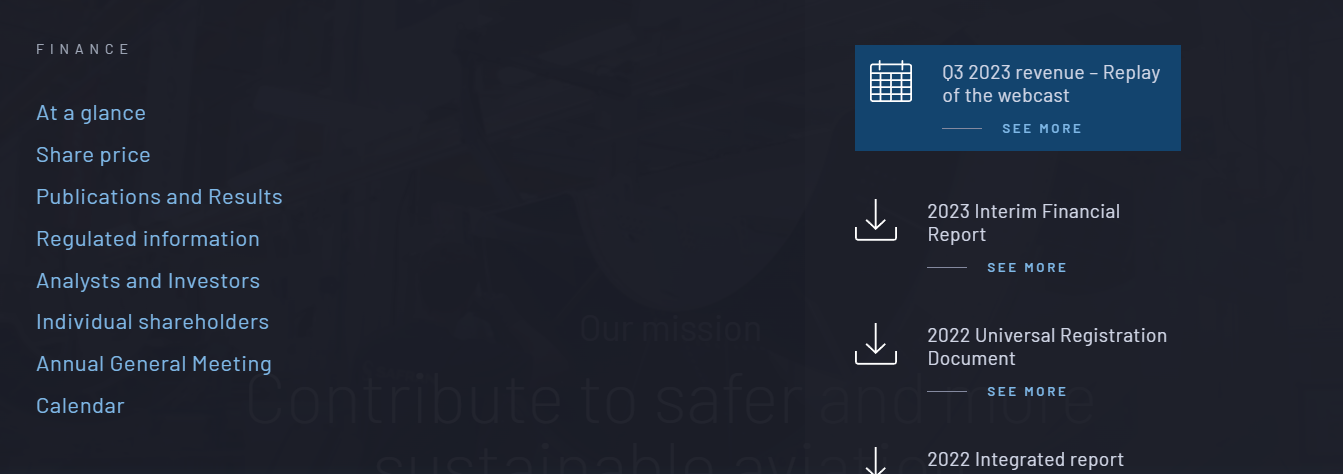 FINANCE
At a glance
Share price
Publications and Results
Regulated information
Analysts and Investors
Individual shareholders
Annual General Meeting
Calendar
Q3 2023 revenue – Replay
of the webcast
SEE MORE
2023 Interim Financial
Report
SEE MORE
2022 Universal Registration
Document
SEE MORE
2022 Integrated report
Our mission
Contribute to safer and more
sustainable aviation